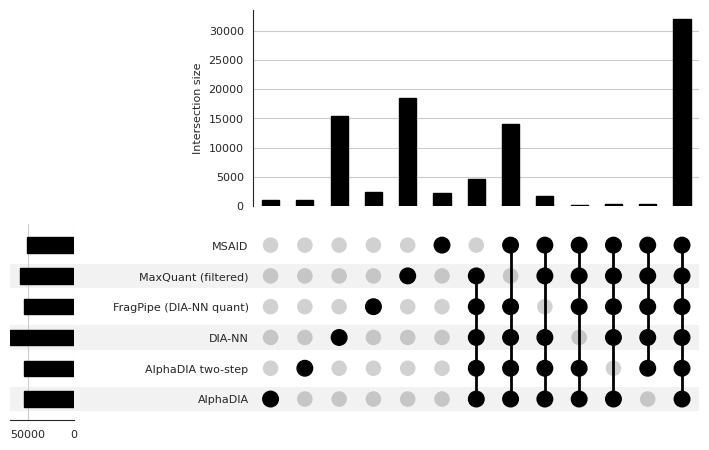 30000
25000
20000
15000
10000
5000
0
Intersection size
MSAID
MaxQuant (filtered)
FragPipe (DIA-NN quant)
DIA-NN
AlphaDIA two-step
AlphaDIA
50000 0